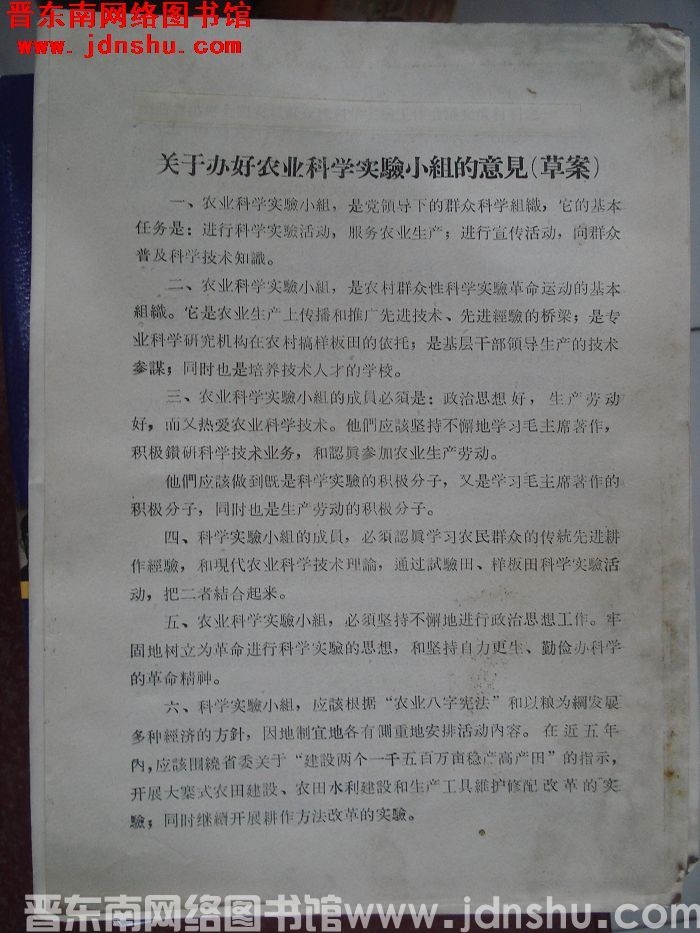 晋东南网络图书馆
www.jdnshu.com
关于办好农业科学实驗小組的意見(草案)
一、农业科学实驗小組，是党领导下的群众科学組織，它的基本
任务是：进行科学实驗活动，服务农业生产；进行宣传活动，向群众
普及科学技术知識。
二、农业科学实驗小組，是农村群众性科学实驗革命运动的基本
組織。它是农业生产上传播和推广先进技术、先进經驗的桥梁；是专
业科学研究机构在农村搞样板田的依托；是基层干部领导生产的技术
参謀；同时也是培养技术人才的学校。
三、农业科学实驗小組的成員必須是：政治思想好，生产劳动
好，而又热爱农业科学技术。他們应該坚持不懈地学习毛主席著作，
积极鑽研科学技术业务，和認眞参加农业生产劳动。
他們应該做到旣是科学实驗的积极分子，又是学习毛主席著作的
积极分子，同时也是生产劳动的积极分子。
四、科学实驗小組的成員，必須認眞学习农民群众的传統先进耕
作經驗，和現代农业科学技术理論，通过試驗田、样板田科学实驗活
动，把二者結合起来。
五、农业科学实驗小組，必須坚持不懈地进行政治思想工作。牢
固地树立为革命进行科学实驗的思想，和坚持自力更生、勤俭办科学
的革命精神。
六、科学实驗小組，应該根据“农业八字宪法”和以粮为綱发展
多种經济的方針，因地制宜地各有側重地安排活动内容。在近五年
内，应該围繞省委关于“建設两个一千五百万亩稳产高产田”的指示，
开展大寨式农田建設、农田水利建設和生产工具維护修配改革的实
驗；同时继續开展耕作方法改革的实驗。
晋东南网络图书馆 www.jdnshu.com